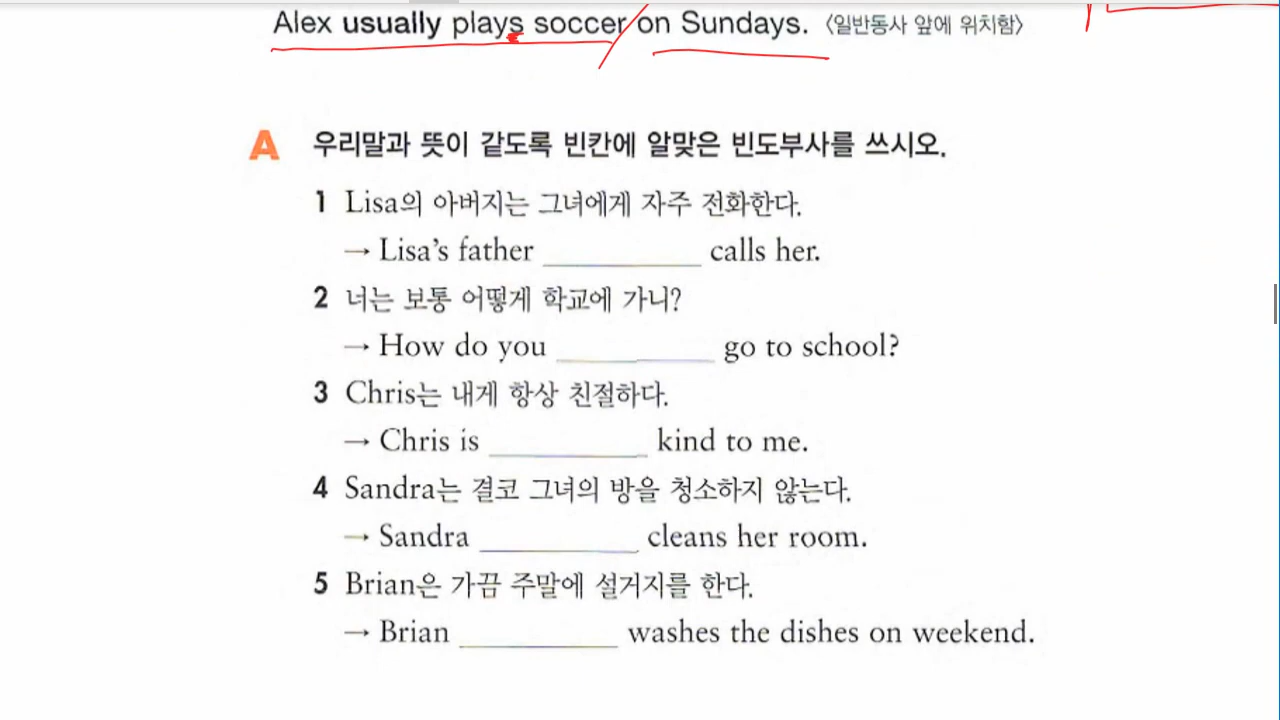 Alex usually plays soccer on Sundays. 〈일반동사 앞에 위치함〉
A 우리말과 뜻이 같도록 빈칸에 알맞은 빈도부사를 쓰시오.
1 Lisa의 아버지는 그녀에게 자주 전화한다.
→ Lisa's father __________ calls her.
2 너는 보통 어떻게 학교에 가니?
→ How do you __________ go to school?
3 Chris는 내게 항상 친절하다.
→ Chris is __________ kind to me.
4 Sandra는 결코 그녀의 방을 청소하지 않는다.
→ Sandra __________ cleans her room.
5 Brian은 가끔 주말에 설거지를 한다.
→ Brian __________ washes the dishes on weekend.